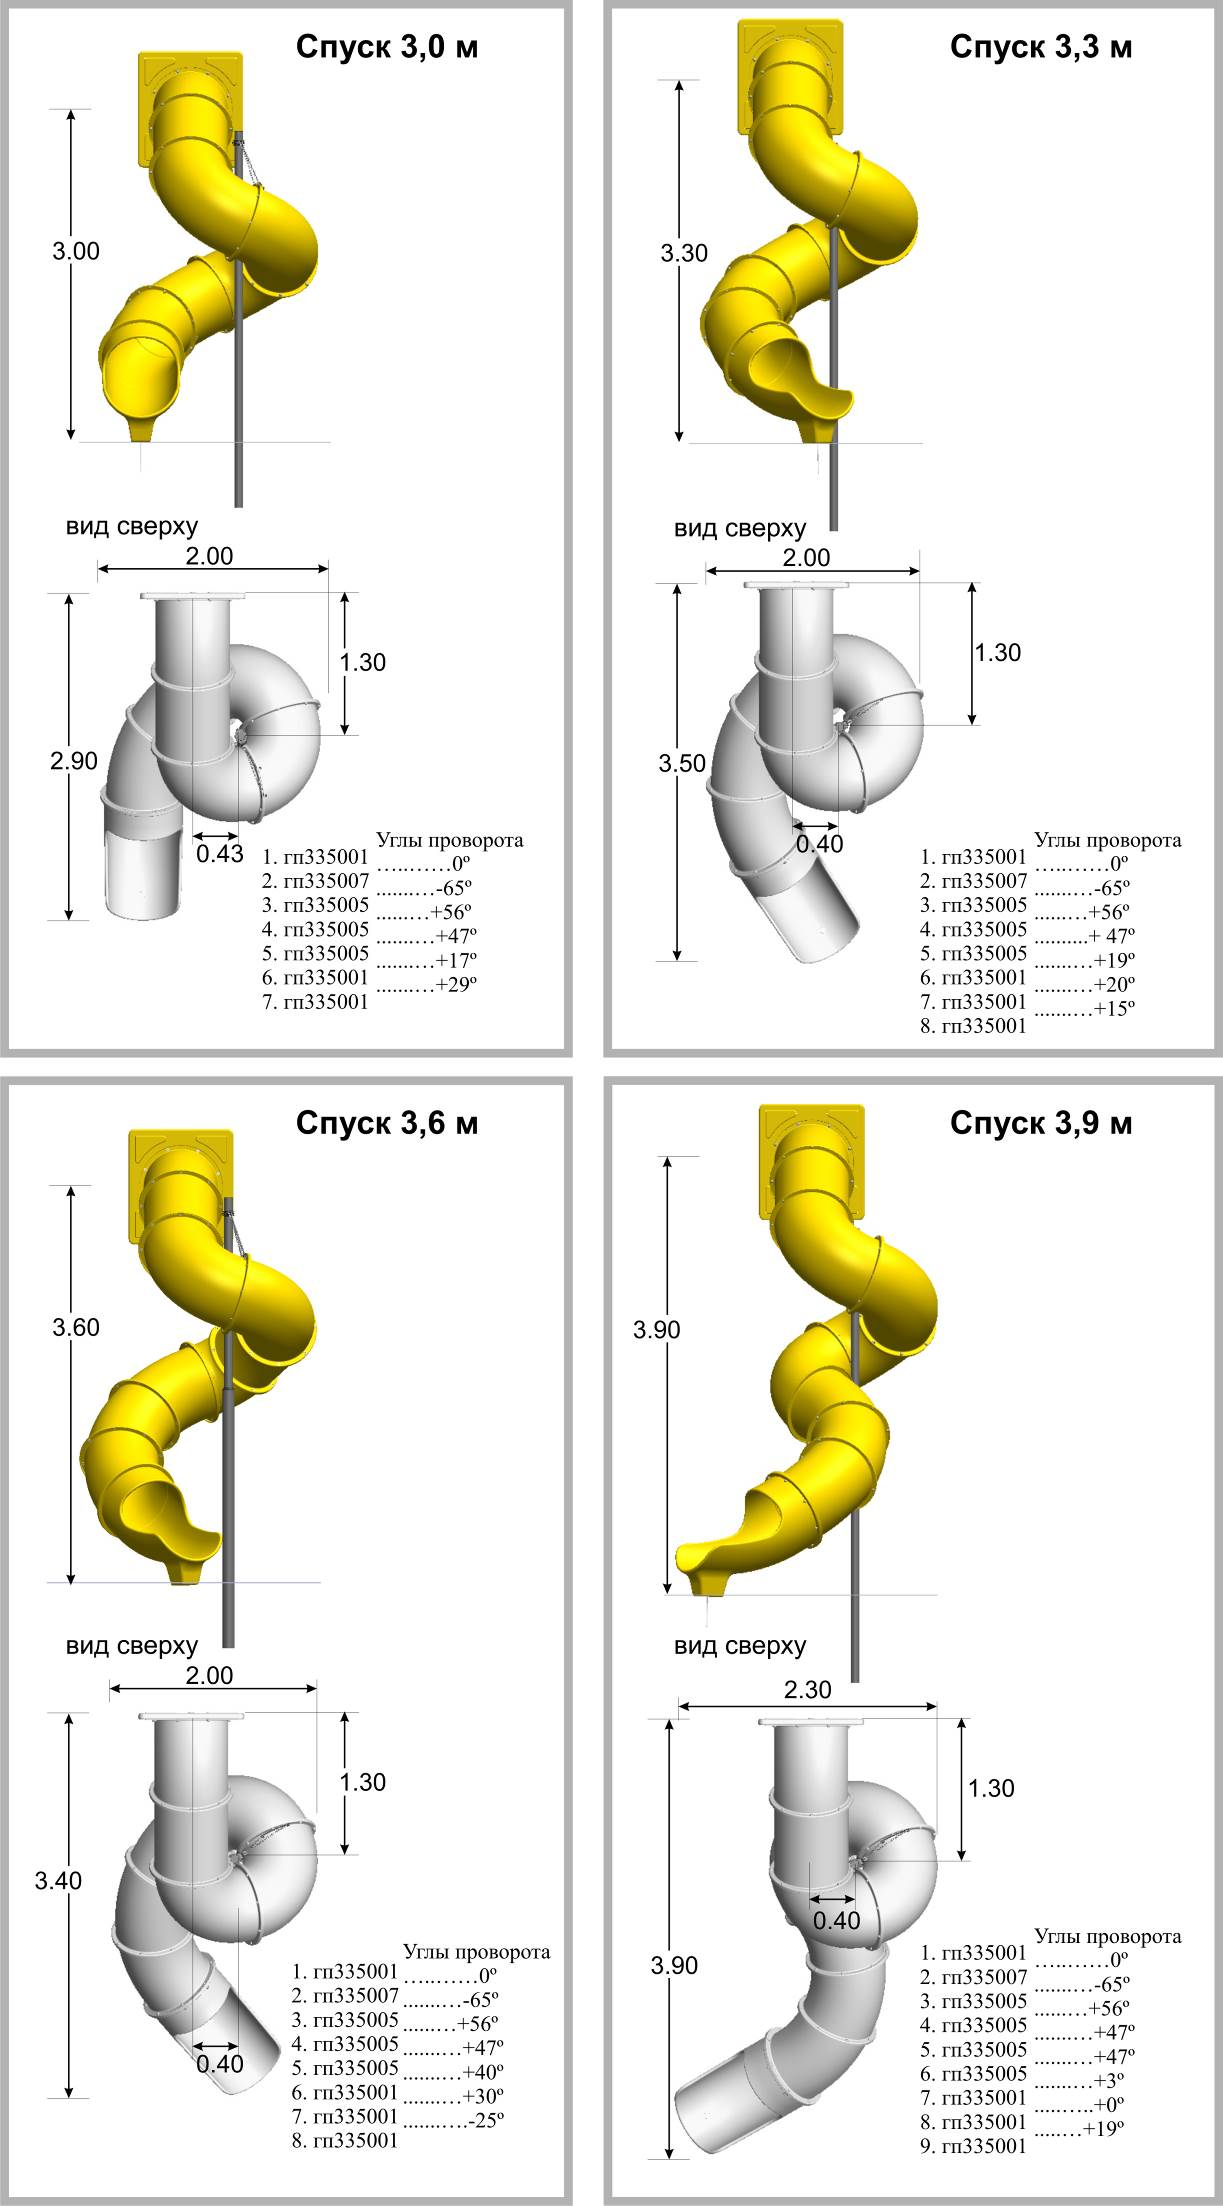 Спуск 3,0 м
3.00
вид сверху
2.00
1.30
2.90
0.43
Углы проворота
1. гп335001 ...........0º
2. гп335007 ..........-65º
3. гп335005 .........+56º
4. гп335005 ..........+47º
5. гп335005 ..........+17º
6. гп335001 ..........+29º
7. гп335001
Спуск 3,3 м
3.30
вид сверху
2.00
1.30
3.50
0.40
Углы проворота
1. гп335001 ...........0º
2. гп335007 ..........-65º
3. гп335005 .........+56º
4. гп335005 ..........+ 47º
5. гп335005 ..........+19º
6. гп335001 ..........+20º
7. гп335001 ..........+15º
8. гп335001
Спуск 3,6 м
3.60
вид сверху
2.00
1.30
3.40
0.40
Углы проворота
1. гп335001 ...........0º
2. гп335007 ..........-65º
3. гп335005 .........+56º
4. гп335005 ..........+47º
5. гп335005 ..........+40º
6. гп335001 ..........+30º
7. гп335001 ...........-25º
8. гп335001
Спуск 3,9 м
3.90
вид сверху
2.30
1.30
3.90
0.40
Углы проворота
1. гп335001 ...........0º
2. гп335007 ..........-65º
3. гп335005 .........+56º
4. гп335005 ..........+47º
5. гп335005 ..........+47º
6. гп335005 ..........+3º
7. гп335001 ..........+0º
8. гп335001 ........+19º
9. гп335001